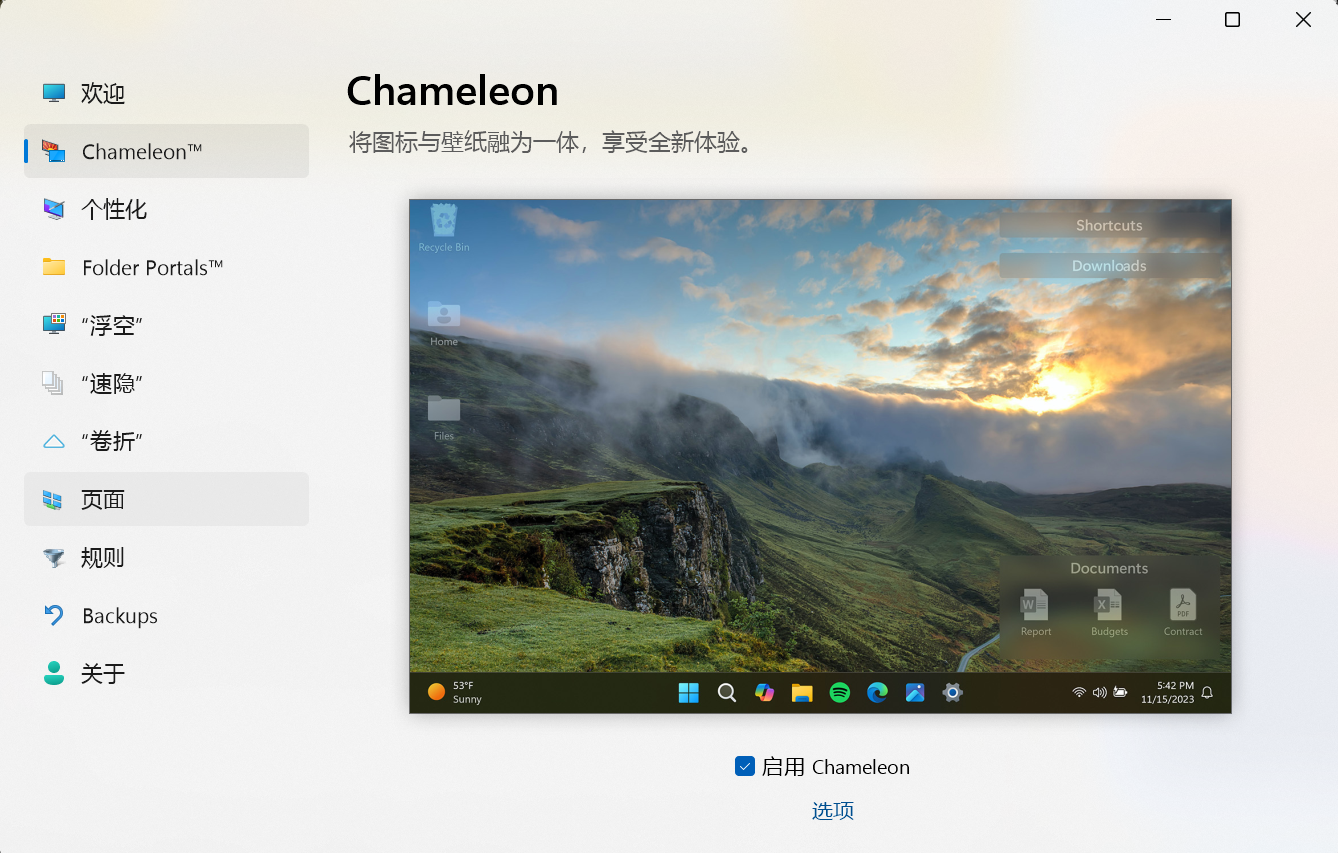 欢迎
Chameleon™
个性化
Folder Portals™
“浮空”
“速隐”
“卷折”
页面
规则
Backups
关于
Chameleon
将图标与壁纸融为一体，享受全新体验。
Recycle Bin
Home
Files
Shortcuts
Downloads
Documents
W
X
PDF
Report
Budgets
Contract
53°F
Sunny
5:42 PM
11/15/2023
启用 Chameleon
选项